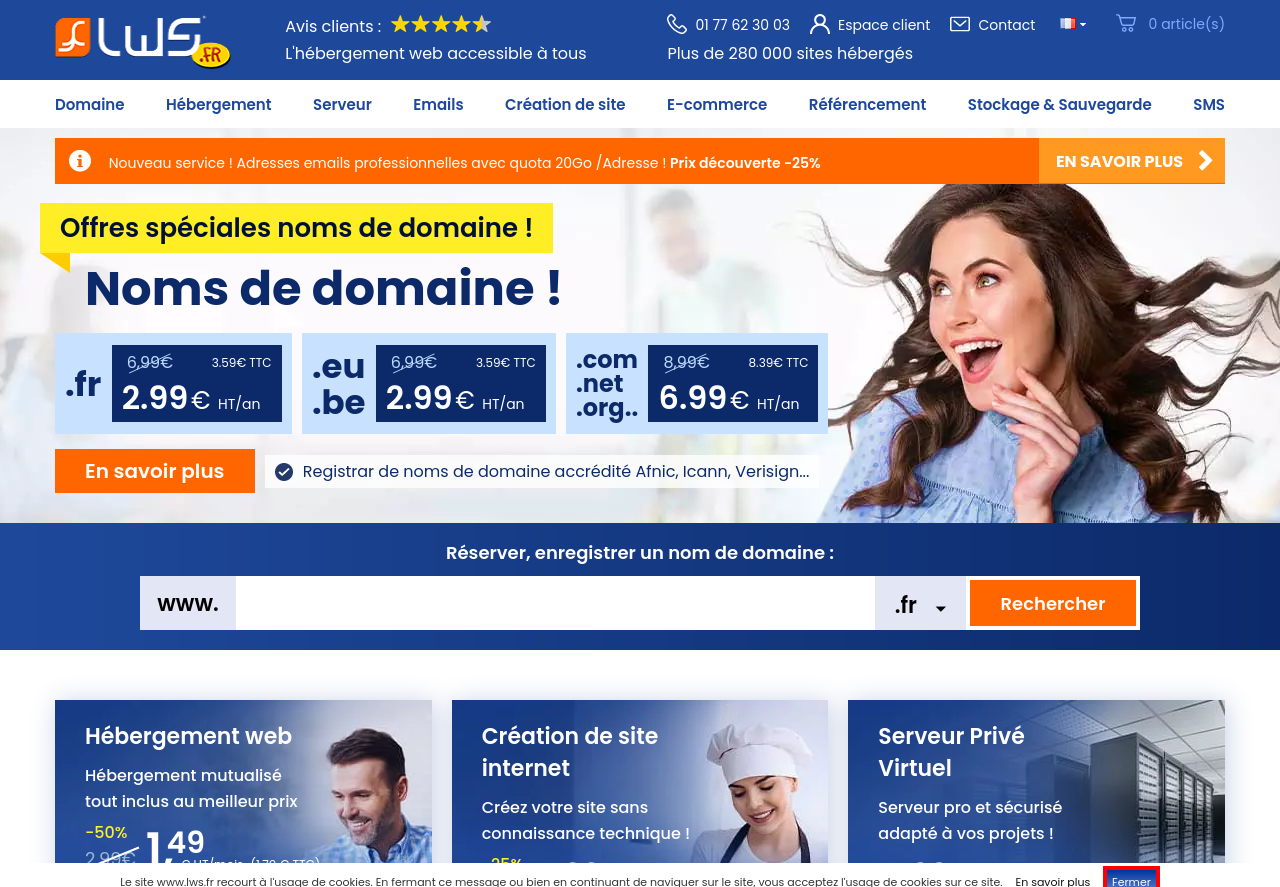 LWS .FR
Avis clients :
L'hébergement web accessible à tous
01 77 62 30 03
Espace client
Contact
0 article(s)
Plus de 280 000 sites hébergés
Domaine
Hébergement
Serveur
Emails
Création de site
E-commerce
Référencement
Stockage & Sauvegarde
SMS
Nouveau service ! Adresses emails professionnelles avec quota 20Go /Adresse ! Prix découverte -25%
EN SAVOIR PLUS
Offres spéciales noms de domaine !
Noms de domaine !
.fr
6,99€
3.59€ TTC
2.99 € HT/an
.eu
.be
6,99€
3.59€ TTC
2.99 € HT/an
.com
.net
.org..
8,99€
8.39€ TTC
6.99 € HT/an
En savoir plus
Registrar de noms de domaine accrédité Afnic, Icann, Verisign...
Réserver, enregistrer un nom de domaine :
www.
.fr
Rechercher
Hébergement web
Hébergement mutualisé
tout inclus au meilleur prix
-50%
2,99€
1,49
Création de site
internet
Créez votre site sans
connaissance technique !
Serveur Privé
Virtuel
Serveur pro et sécurisé
adapté à vos projets !
Le site www.lws.fr recourt à l'usage de cookies. En fermant ce message ou bien en continuant de naviguer sur le site, vous acceptez l'usage de cookies sur ce site.
En savoir plus
Fermer